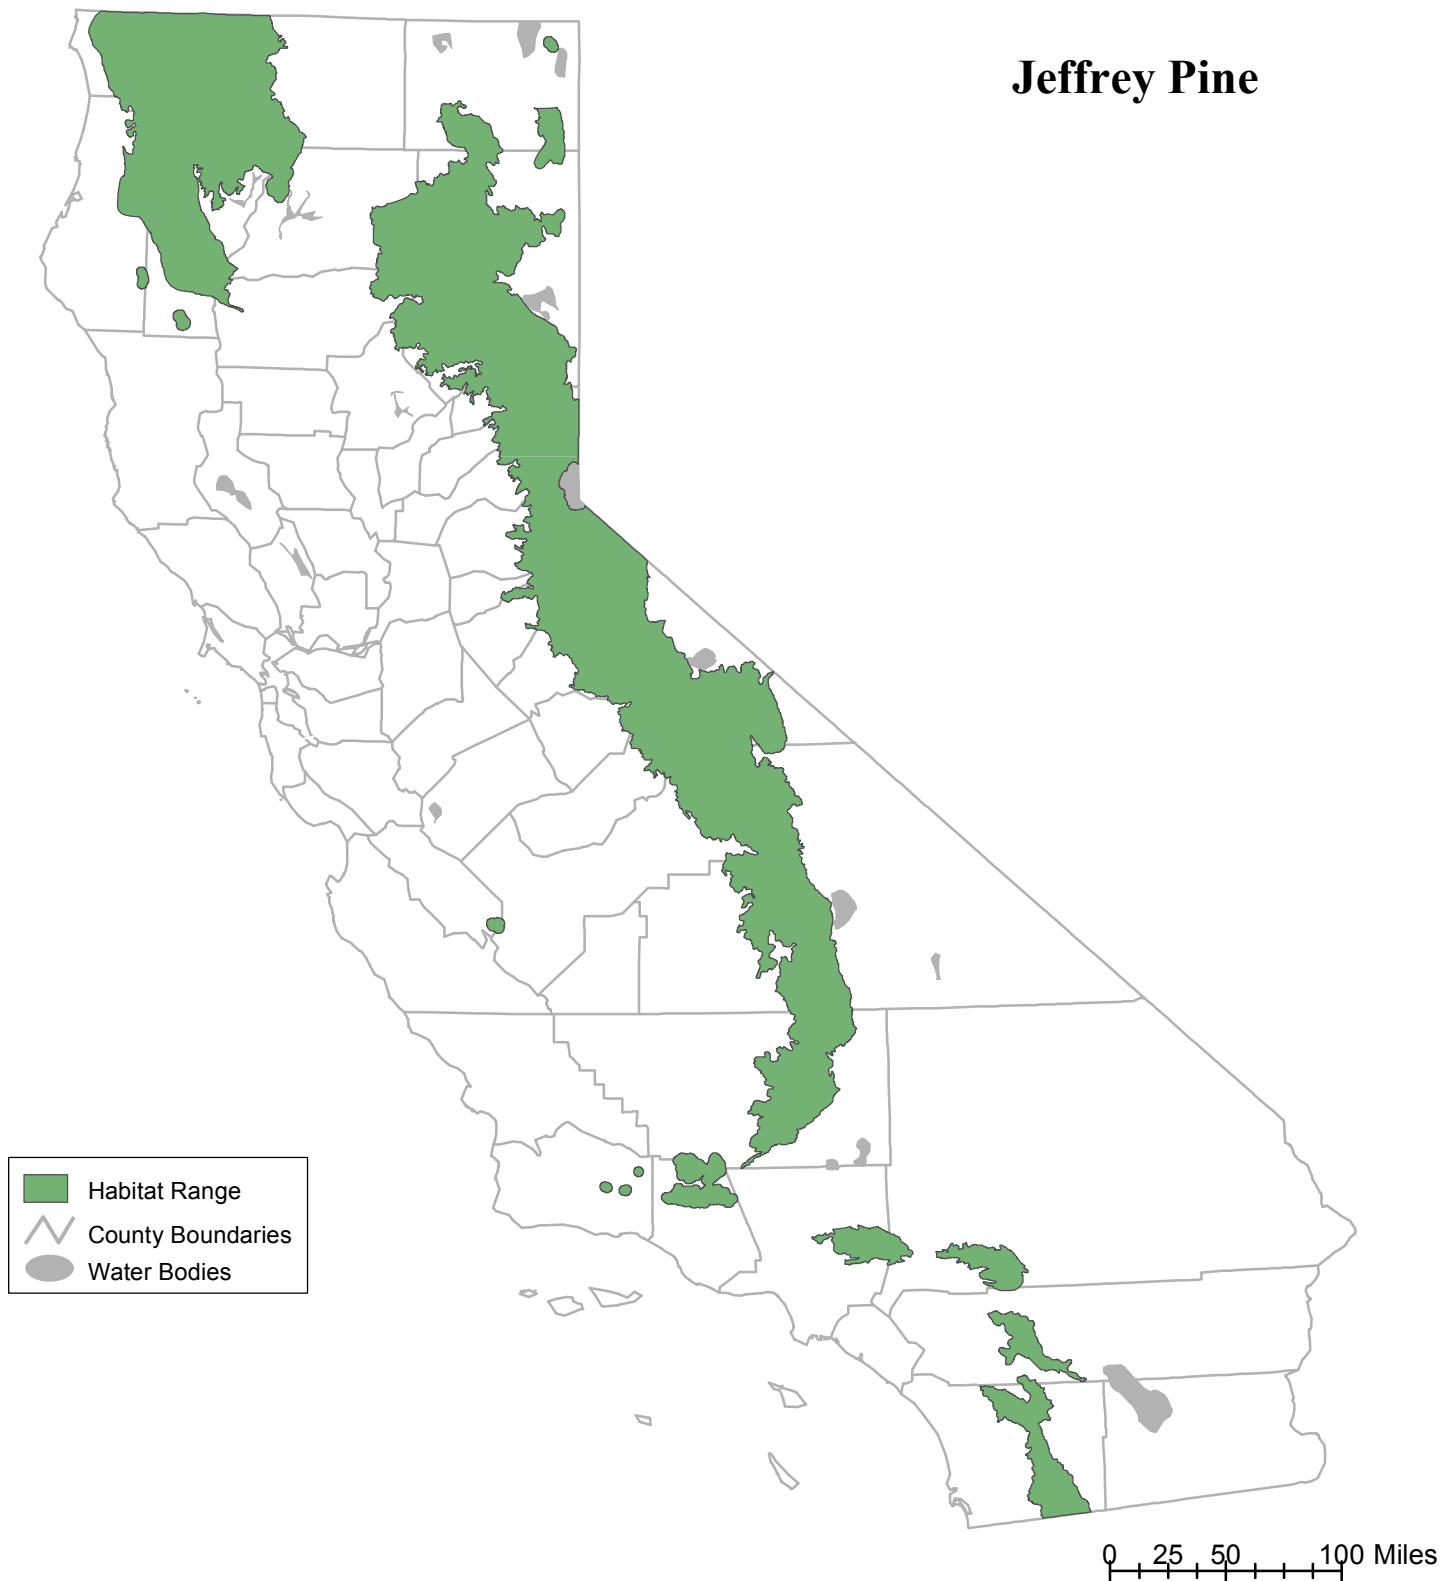 Jeffrey Pine
Habitat Range
County Boundaries
Water Bodies
0 25 50 100 Miles